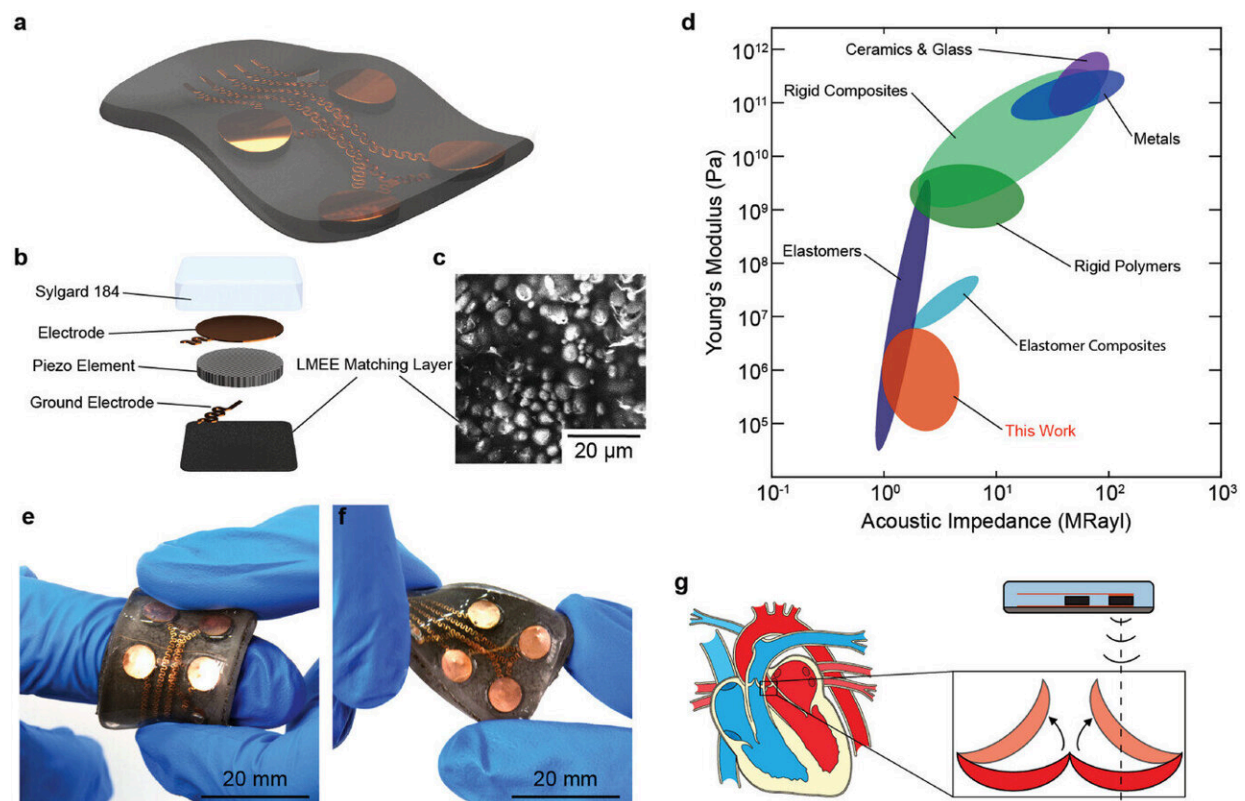 a
b
Sylgard 184
Electrode
Piezo Element
Ground Electrode
c
LMEE Matching Layer
20 µm
d
Young's Modulus (Pa)
10¹²
10¹¹
10¹⁰
10⁹
10⁸
10⁷
10⁶
10⁵
Ceramics & Glass
Rigid Composites
Metals
Elastomers
Rigid Polymers
Elastomer Composites
This Work
10⁻¹ 10⁰ 10¹ 10² 10³
Acoustic Impedance (MRayl)
e
20 mm
f
20 mm
g